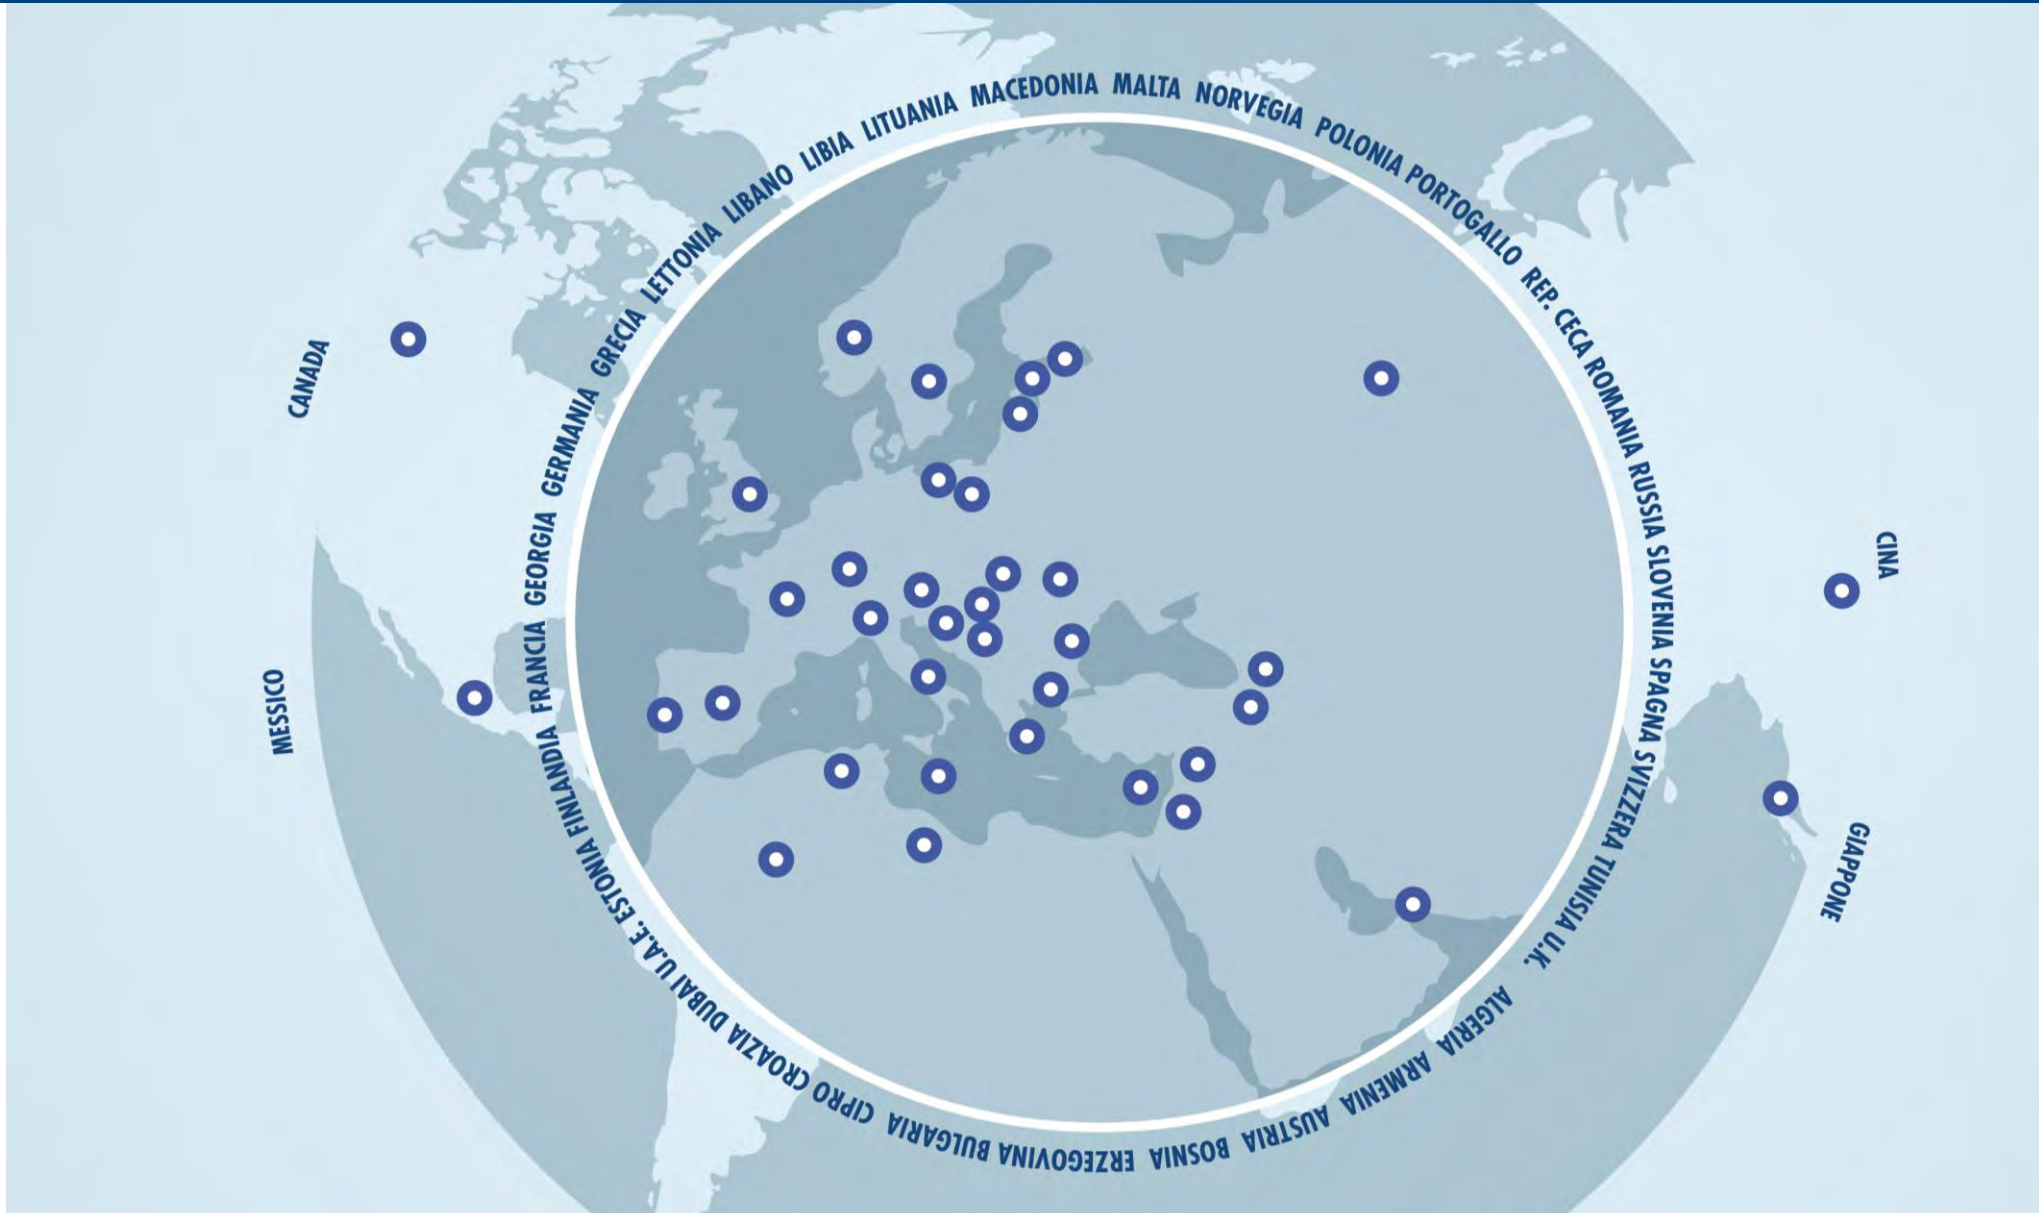 ALGERIA ARMENIA AUSTRIA BOSNIA ERZEGOVINA BULGARIA CIPRO CROAZIA DUBAI U.A.E. ESTONIA FINLANDIA FRANCIA GEORGIA GERMANIA GRECIA LETTONIA LIBANO LIBIA LITUANIA MACEDONIA MALTA NORVEGIA POLONIA PORTOGALLO REP. CECA ROMANIA RUSSIA SLOVENIA SPAGNA SVIZZERA TUNISIA U.K.
CANADA
MESSICO
CINA
GIAPPONE